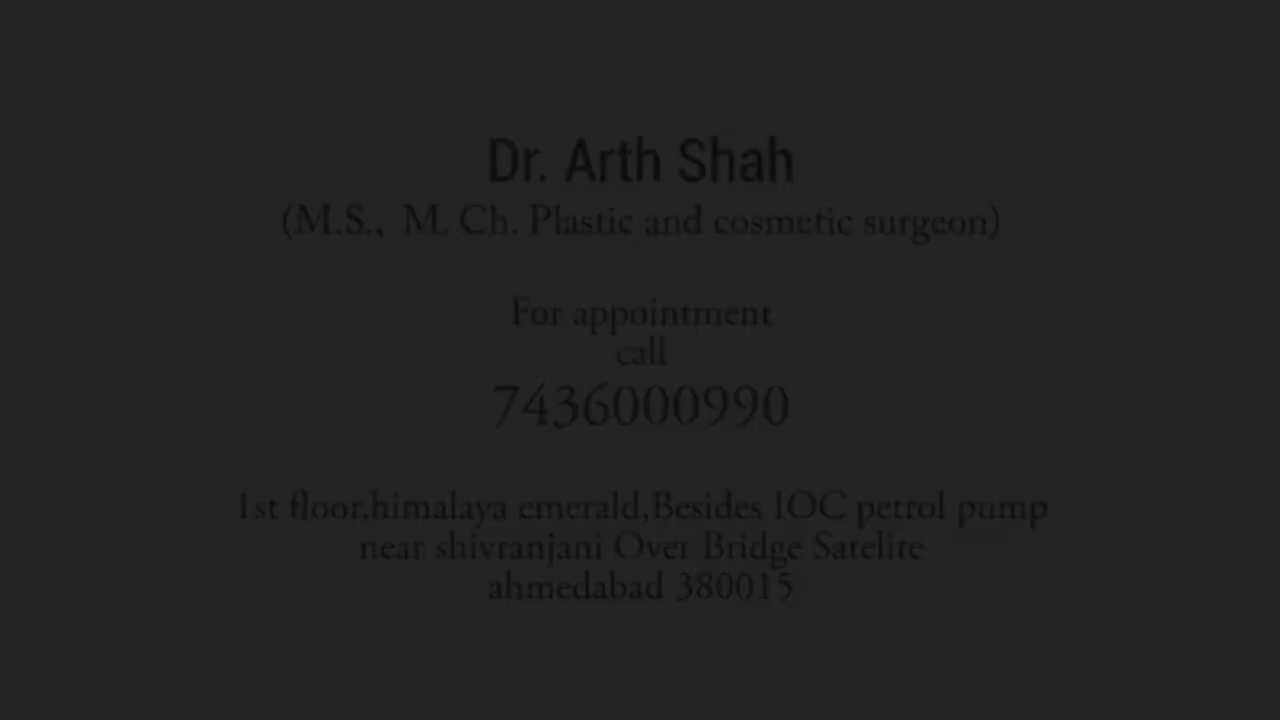 Dr. Arth Shah
(M.S., M. Ch. Plastic and cosmetic surgeon)
For appointment
call
7436000990
1st floor,himalaya emerald,Besides IOC petrol pump
near shivranjani Over Bridge Satelite
ahmedabad 380015